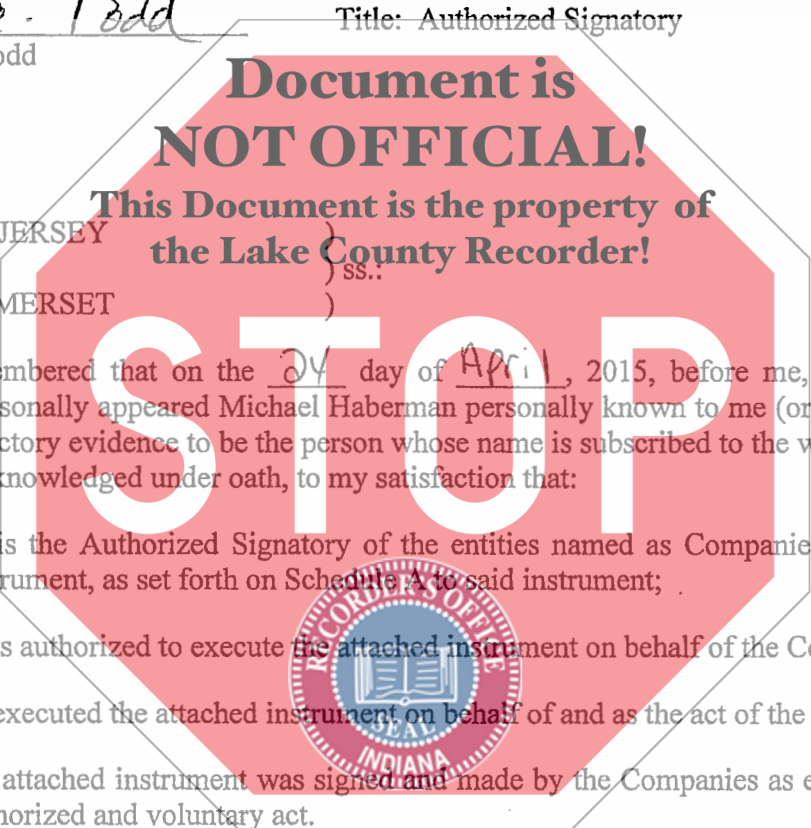 Todd
Title: Authorized Signatory
odd
Document is
NOT OFFICIAL!
This Document is the property of
the Lake County Recorder!
JERSEY )
) ss.:
MERSET )
STOP
embered that on the 24 day of April, 2015, before me,
sonally appeared Michael Haberman personally known to me (or
ctory evidence to be the person whose name is subscribed to the w
knowledged under oath, to my satisfaction that:
is the Authorized Signatory of the entities named as Companie
rument, as set forth on Schedule A to said instrument;
s authorized to execute the attached instrument on behalf of the Co
executed the attached instrument on behalf of and as the act of the
attached instrument was signed and made by the Companies as e
horized and voluntary act.
RECORDER'S OFFICE
SEAL
INDIANA